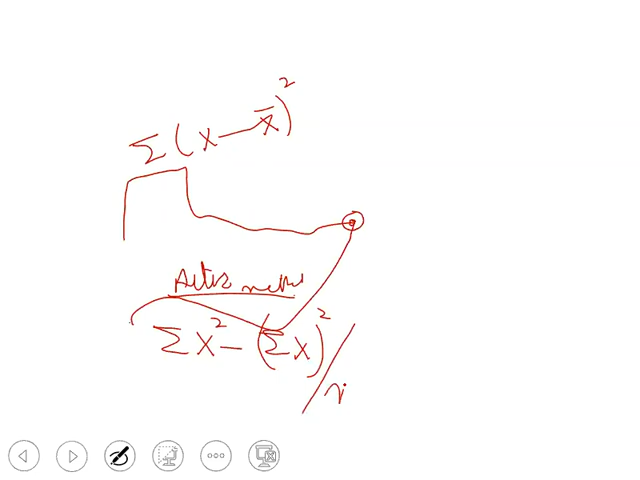 Σ(x - x̄)²
Σx² - (Σx)²/n